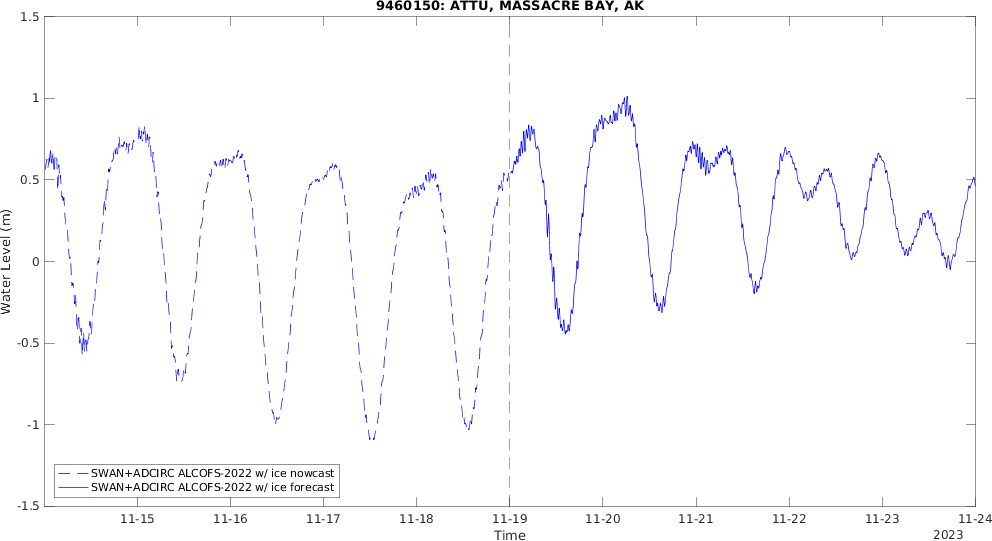 9460150: ATTU, MASSACRE BAY, AK
1.5
1
0.5
0
-0.5
-1
-1.5
Water Level (m)
SWAN+ADCIRC ALCOFS-2022 w/ ice nowcast
SWAN+ADCIRC ALCOFS-2022 w/ ice forecast
11-15 11-16 11-17 11-18 11-19 11-20 11-21 11-22 11-23 11-24
Time
2023